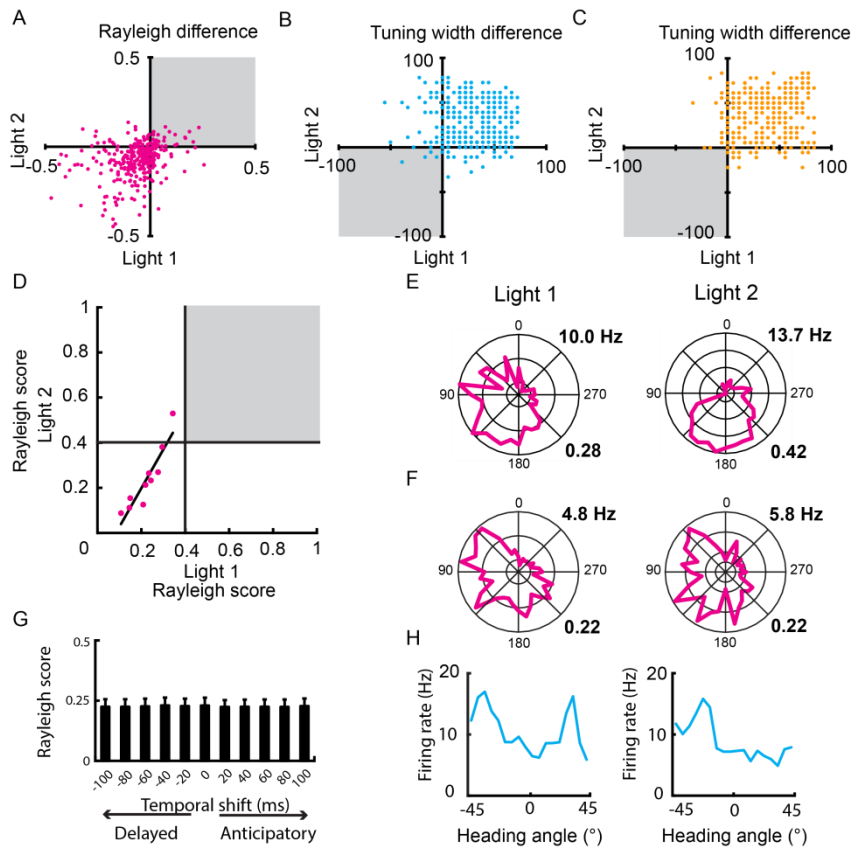 A
Rayleigh difference
0.5
Light 2
-0.5
0.5
-0.5
Light 1
B
Tuning width difference
100
Light 2
-100
100
-100
Light 1
C
Tuning width difference
100
Light 2
-100
100
-100
Light 1
D
1
0.8
0.6
0.4
0.2
0
0.2
0.4
0.6
0.8
1
Rayleigh score
Light 2
Light 1
Rayleigh score
E
Light 1
Light 2
0
10.0 Hz
90
270
180
0.28
0
13.7 Hz
90
270
180
0.42
F
0
4.8 Hz
90
270
180
0.22
0
5.8 Hz
90
270
180
0.22
G
0.5
0.25
0
Rayleigh score
-100
-80
-60
-40
-20
0
20
40
60
80
100
Temporal shift (ms)
Delayed
Anticipatory
H
20
10
0
Firing rate (Hz)
-45
0
45
Heading angle (°)
20
10
0
Firing rate (Hz)
-45
0
45
Heading angle (°)